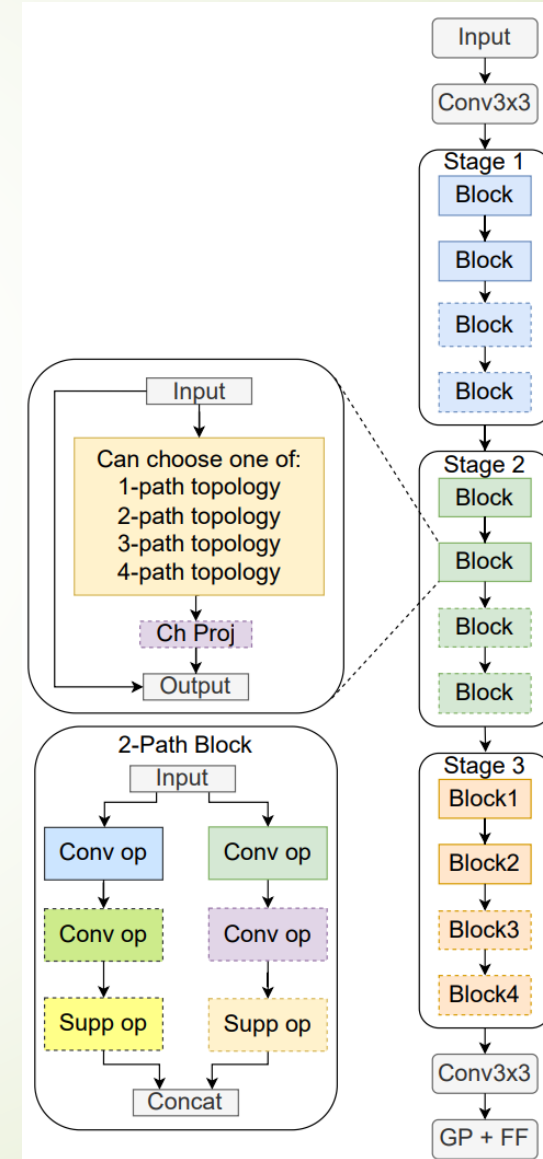 Input
Conv3x3
Stage 1
Block
Block
Block
Block
Stage 2
Block
Block
Block
Block
Stage 3
Block1
Block2
Block3
Block4
Conv3x3
GP + FF
Input
Can choose one of:
1-path topology
2-path topology
3-path topology
4-path topology
Ch Proj
Output
2-Path Block
Input
Conv op
Conv op
Conv op
Conv op
Supp op
Supp op
Concat